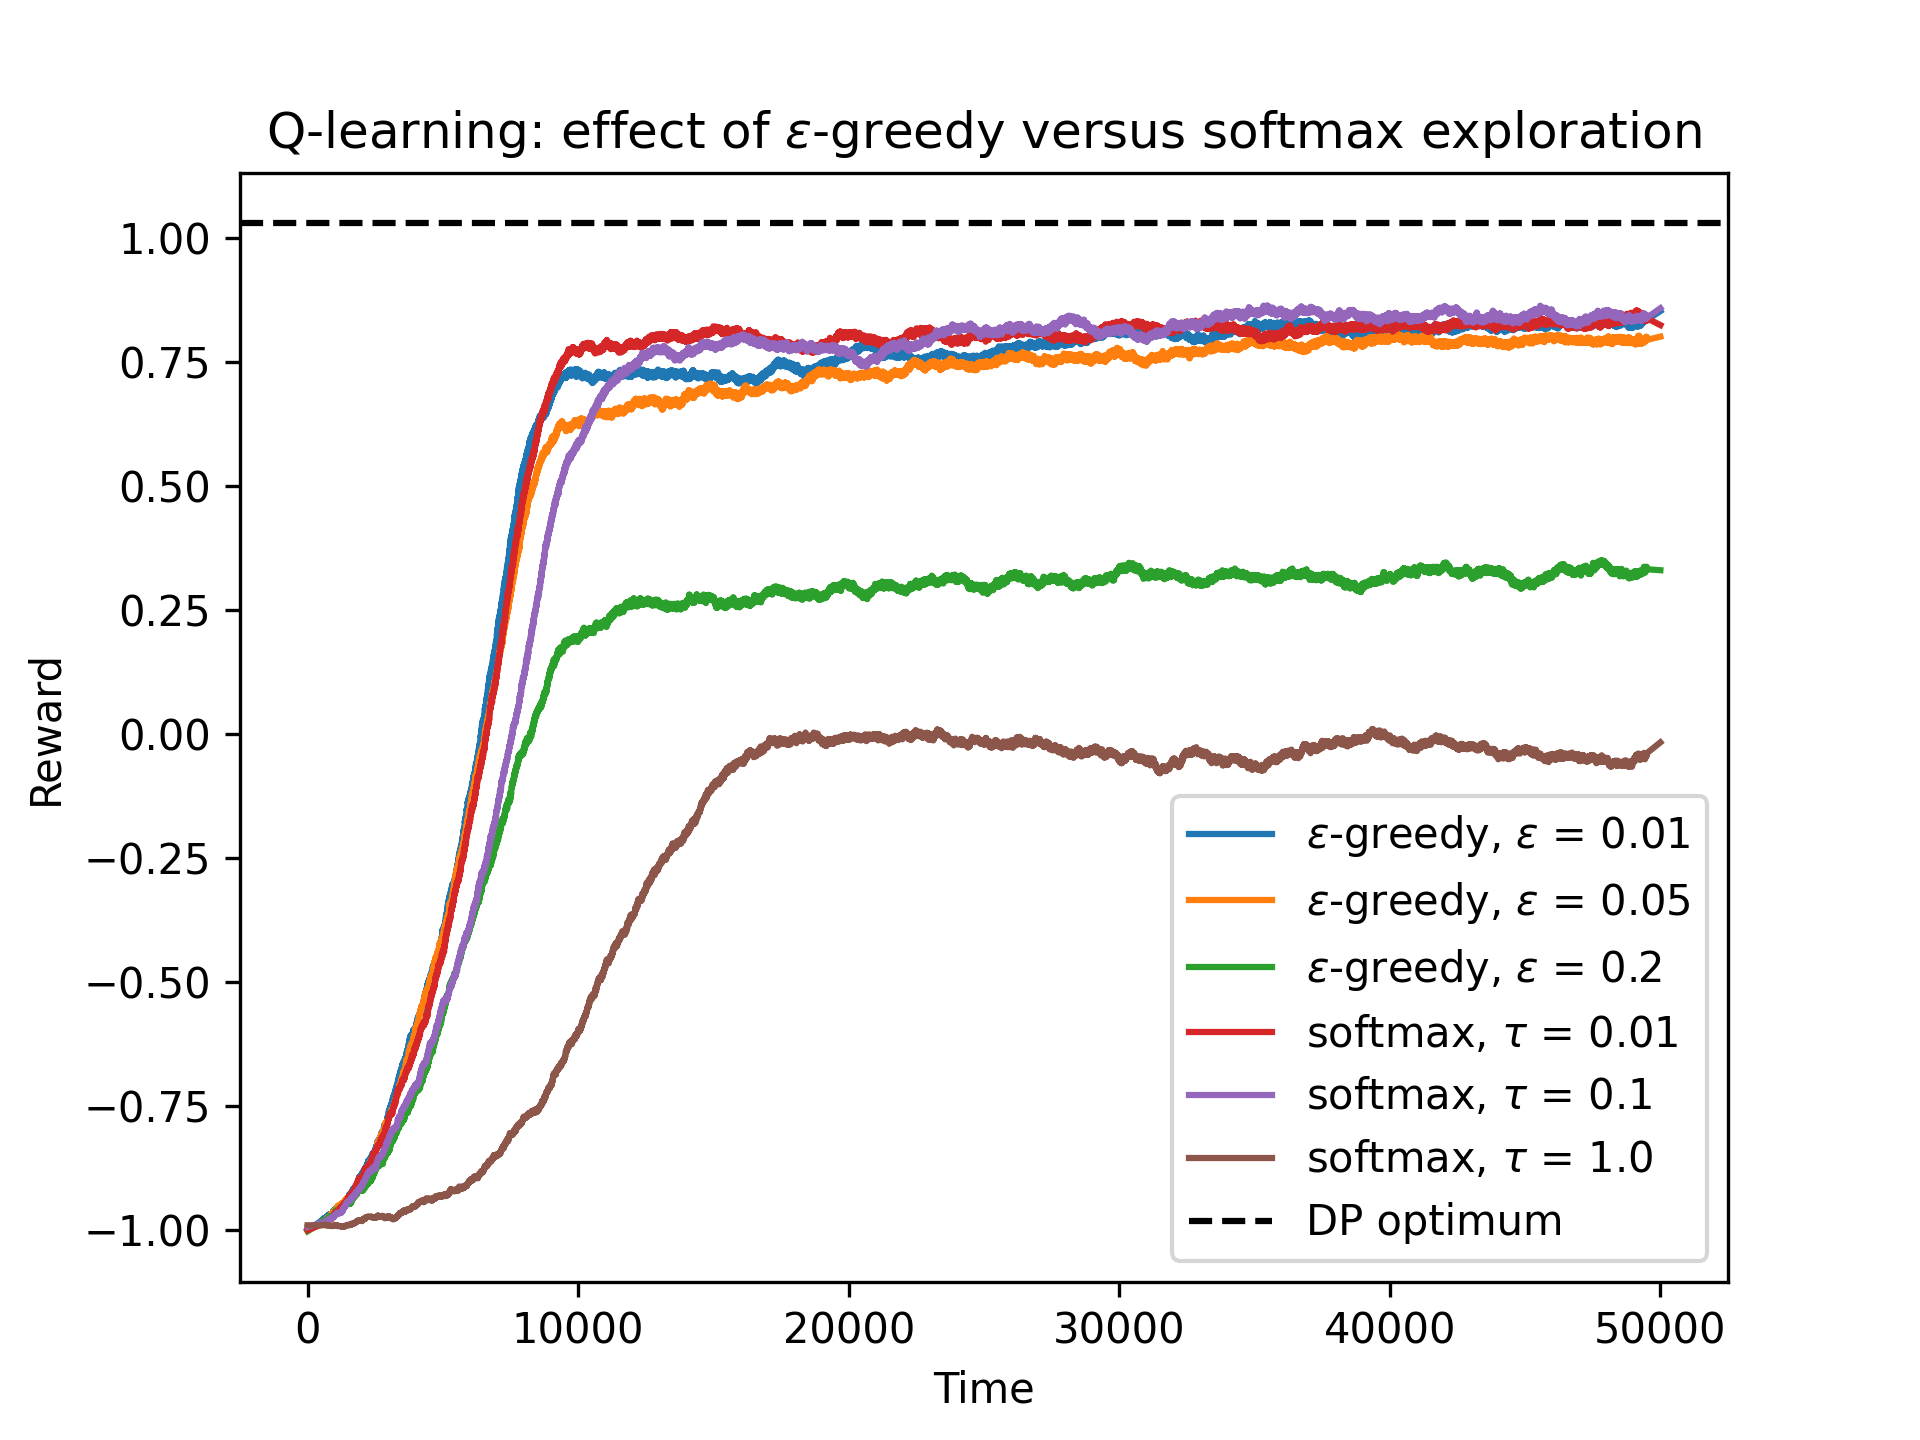 Q-learning: effect of ε-greedy versus softmax exploration
Reward
1.00
0.75
0.50
0.25
0.00
−0.25
−0.50
−0.75
−1.00
ε-greedy, ε = 0.01
ε-greedy, ε = 0.05
ε-greedy, ε = 0.2
softmax, τ = 0.01
softmax, τ = 0.1
softmax, τ = 1.0
DP optimum
0 10000 20000 30000 40000 50000
Time